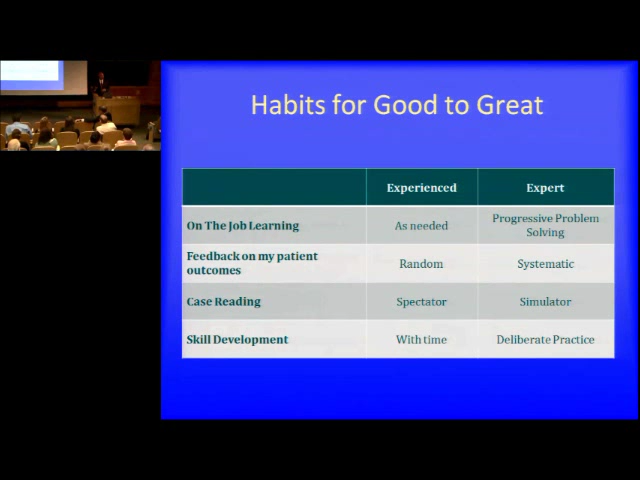 Habits for Good to Great
Experienced Expert
On The Job Learning As needed Progressive Problem
Solving
Feedback on my patient
outcomes Random Systematic
Case Reading Spectator Simulator
Skill Development With time Deliberate Practice